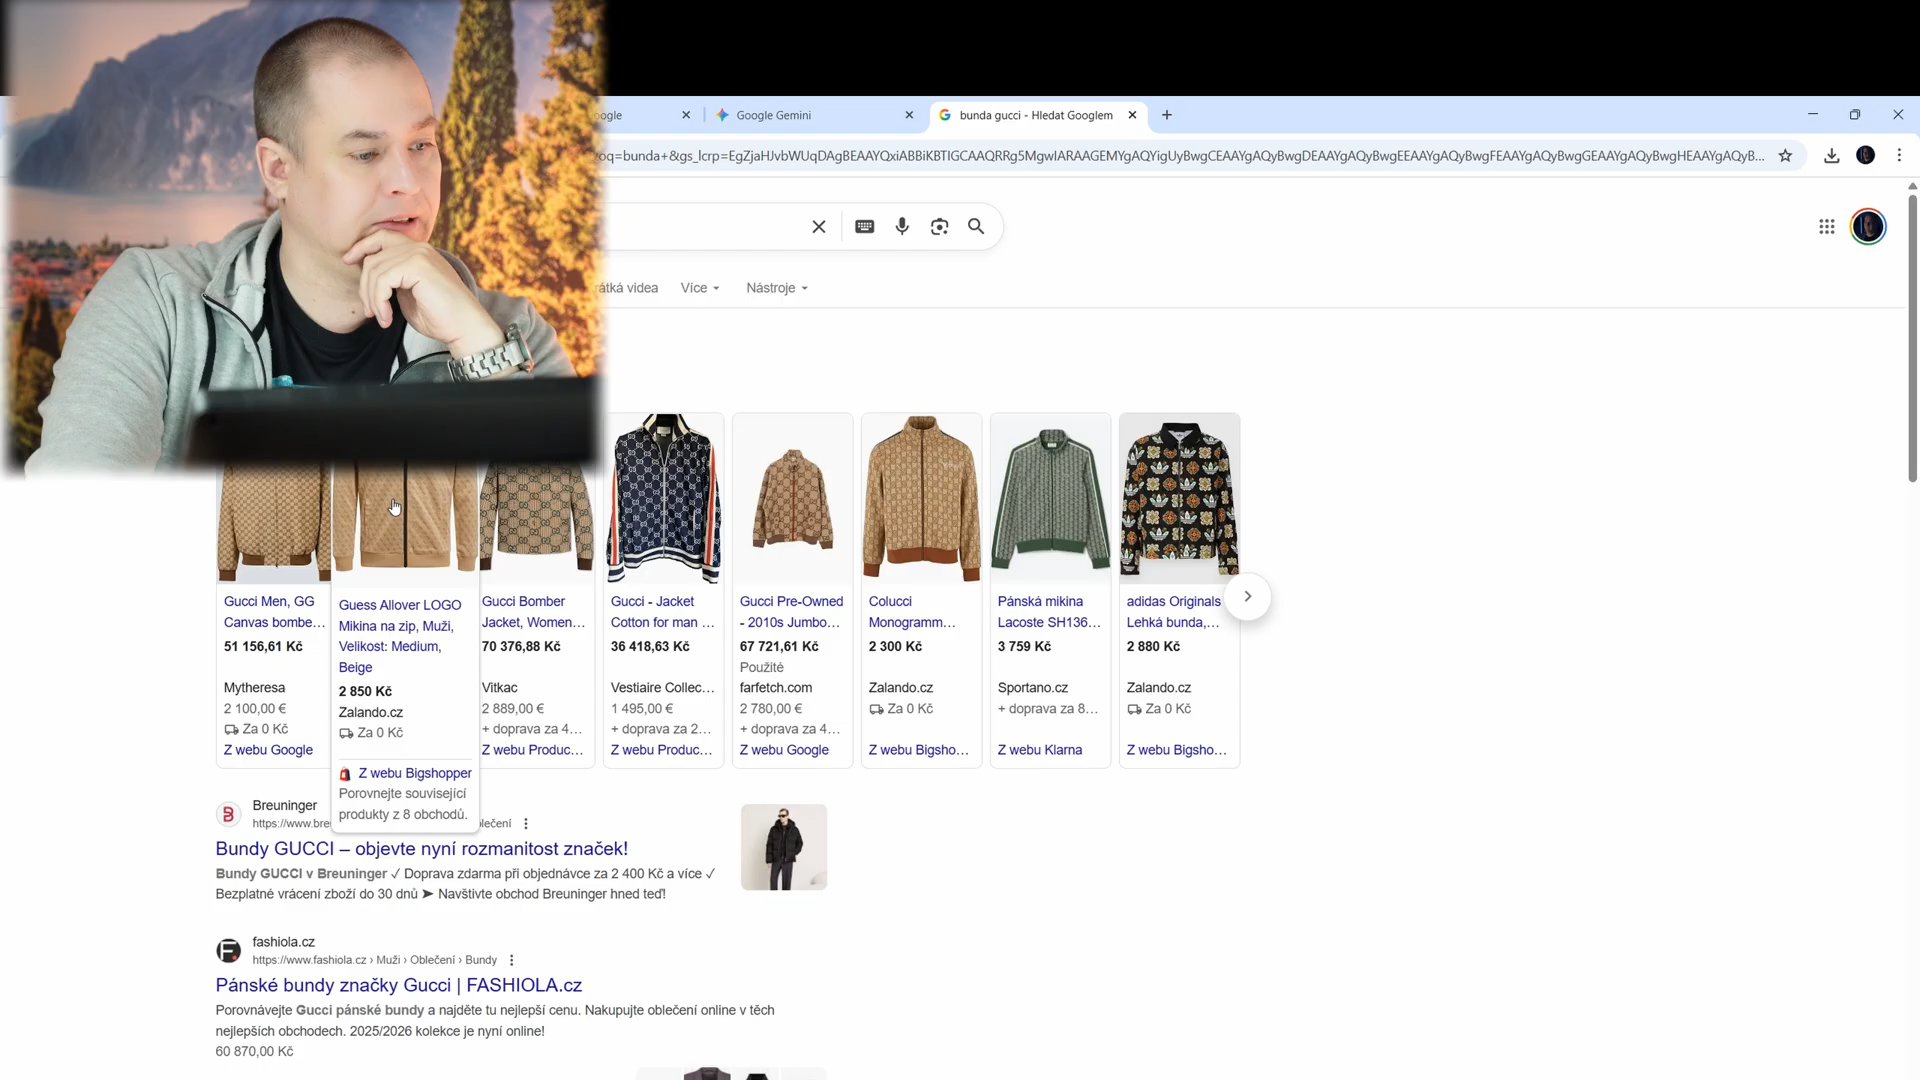 oogle
Google Gemini
bunda gucci - Hledat Googlem
?oq=bunda+&gs_lcrp=EgZjaHJvbWUqDAgBEAAYQxiABBiKBTIGCAAQRRg5MgwIARAAGEMYgAQYigUyBwgCEAAYgAQyBwgDEAAYgAQyBwgEEAAYgAQyBwgFEAAYgAQyBwgGEAAYgAQyBwgHEAAYgAQyB...
rátká videa
Více
Nástroje
Gucci Men, GG
Canvas bombe...
51 156,61 Kč
Mytheresa
2 100,00 €
Za 0 Kč
Z webu Google
Guess Allover LOGO
Mikina na zip, Muži,
Velikost: Medium,
Beige
2 850 Kč
Zalando.cz
Za 0 Kč
Z webu Bigshopper
Porovnejte související
produkty z 8 obchodů.
Gucci Bomber
Jacket, Women...
70 376,88 Kč
Vitkac
2 889,00 €
+ doprava za 4...
Z webu Produc...
Gucci - Jacket
Cotton for man ...
36 418,63 Kč
Vestiaire Collec...
1 495,00 €
+ doprava za 2...
Z webu Produc...
Gucci Pre-Owned
- 2010s Jumbo...
67 721,61 Kč
Použité
farfetch.com
2 780,00 €
+ doprava za 4...
Z webu Google
Colucci
Monogramm...
2 300 Kč
Zalando.cz
Za 0 Kč
Z webu Bigsho...
Pánská mikina
Lacoste SH136...
3 759 Kč
Sportano.cz
+ doprava za 8...
Z webu Klarna
adidas Originals
Lehká bunda,...
2 880 Kč
Zalando.cz
Za 0 Kč
Z webu Bigsho...
Breuninger
https://www.bre
lečení
Bundy GUCCI – objevte nyní rozmanitost značek!
Bundy GUCCI v Breuninger ✓ Doprava zdarma při objednávce za 2 400 Kč a více ✓
Bezplatné vrácení zboží do 30 dnů ➤ Navštivte obchod Breuninger hned teď!
fashiola.cz
https://www.fashiola.cz › Muži › Oblečení › Bundy
Pánské bundy značky Gucci | FASHIOLA.cz
Porovnávejte Gucci pánské bundy a najděte tu nejlepší cenu. Nakupujte oblečení online v těch
nejlepších obchodech. 2025/2026 kolekce je nyní online!
60 870,00 Kč